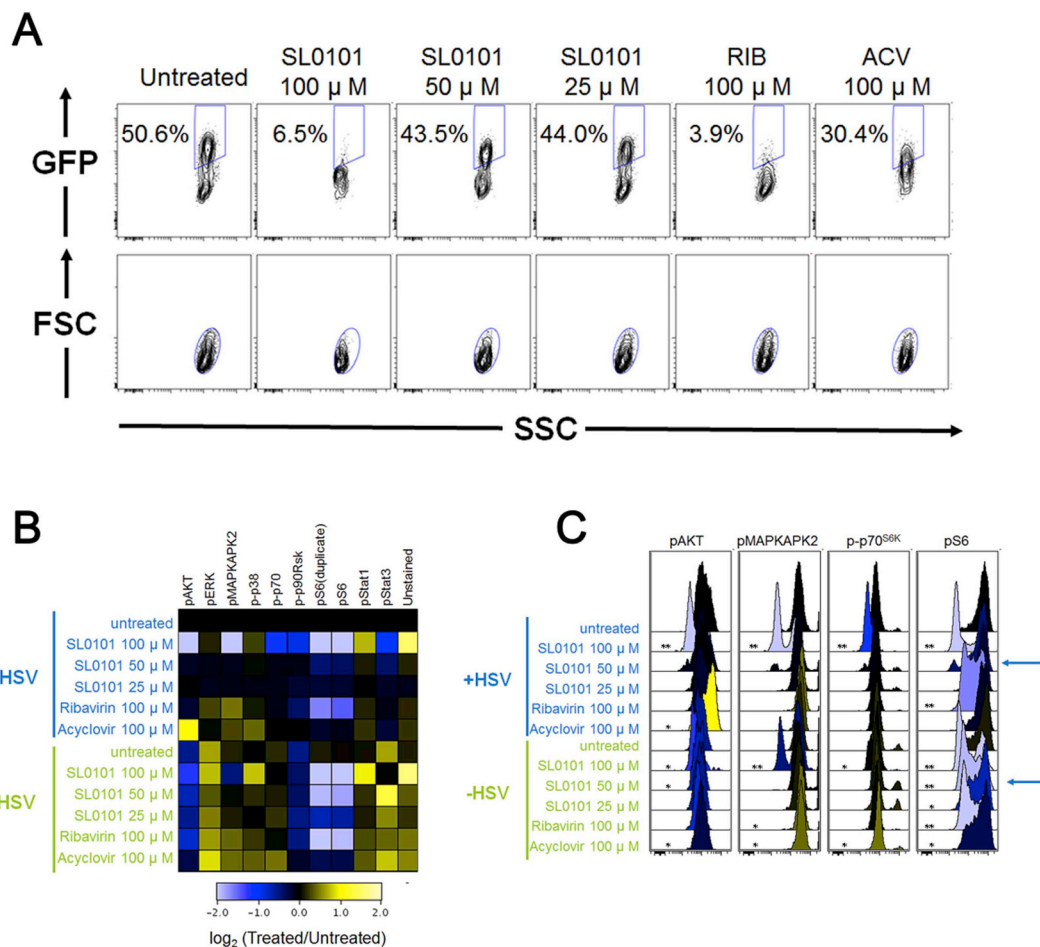 A
Untreated
SL0101
100 µ M
SL0101
50 µ M
SL0101
25 µ M
RIB
100 µ M
ACV
100 µ M
GFP
50.6%
6.5%
43.5%
44.0%
3.9%
30.4%
FSC
SSC
B
pAKT
pERK
pMAPKAPK2
p-p38
p-p70
p-p90Rsk
pS6(duplicate)
pS6
pStat1
pStat3
Unstained
HSV
untreated
SL0101 100 µ M
SL0101 50 µ M
SL0101 25 µ M
Ribavirin 100 µ M
Acyclovir 100 µ M
HSV
untreated
SL0101 100 µ M
SL0101 50 µ M
SL0101 25 µ M
Ribavirin 100 µ M
Acyclovir 100 µ M
-2.0 -1.0 0.0 1.0 2.0
log2 (Treated/Untreated)
C
pAKT pMAPKAPK2 p-p70S6K pS6
+HSV
untreated
SL0101 100 µ M ** ** * **
SL0101 50 µ M
SL0101 25 µ M
Ribavirin 100 µ M **
Acyclovir 100 µ M *
-HSV
untreated
SL0101 100 µ M * ** * **
SL0101 50 µ M * **
SL0101 25 µ M *
Ribavirin 100 µ M * **
Acyclovir 100 µ M * * * *